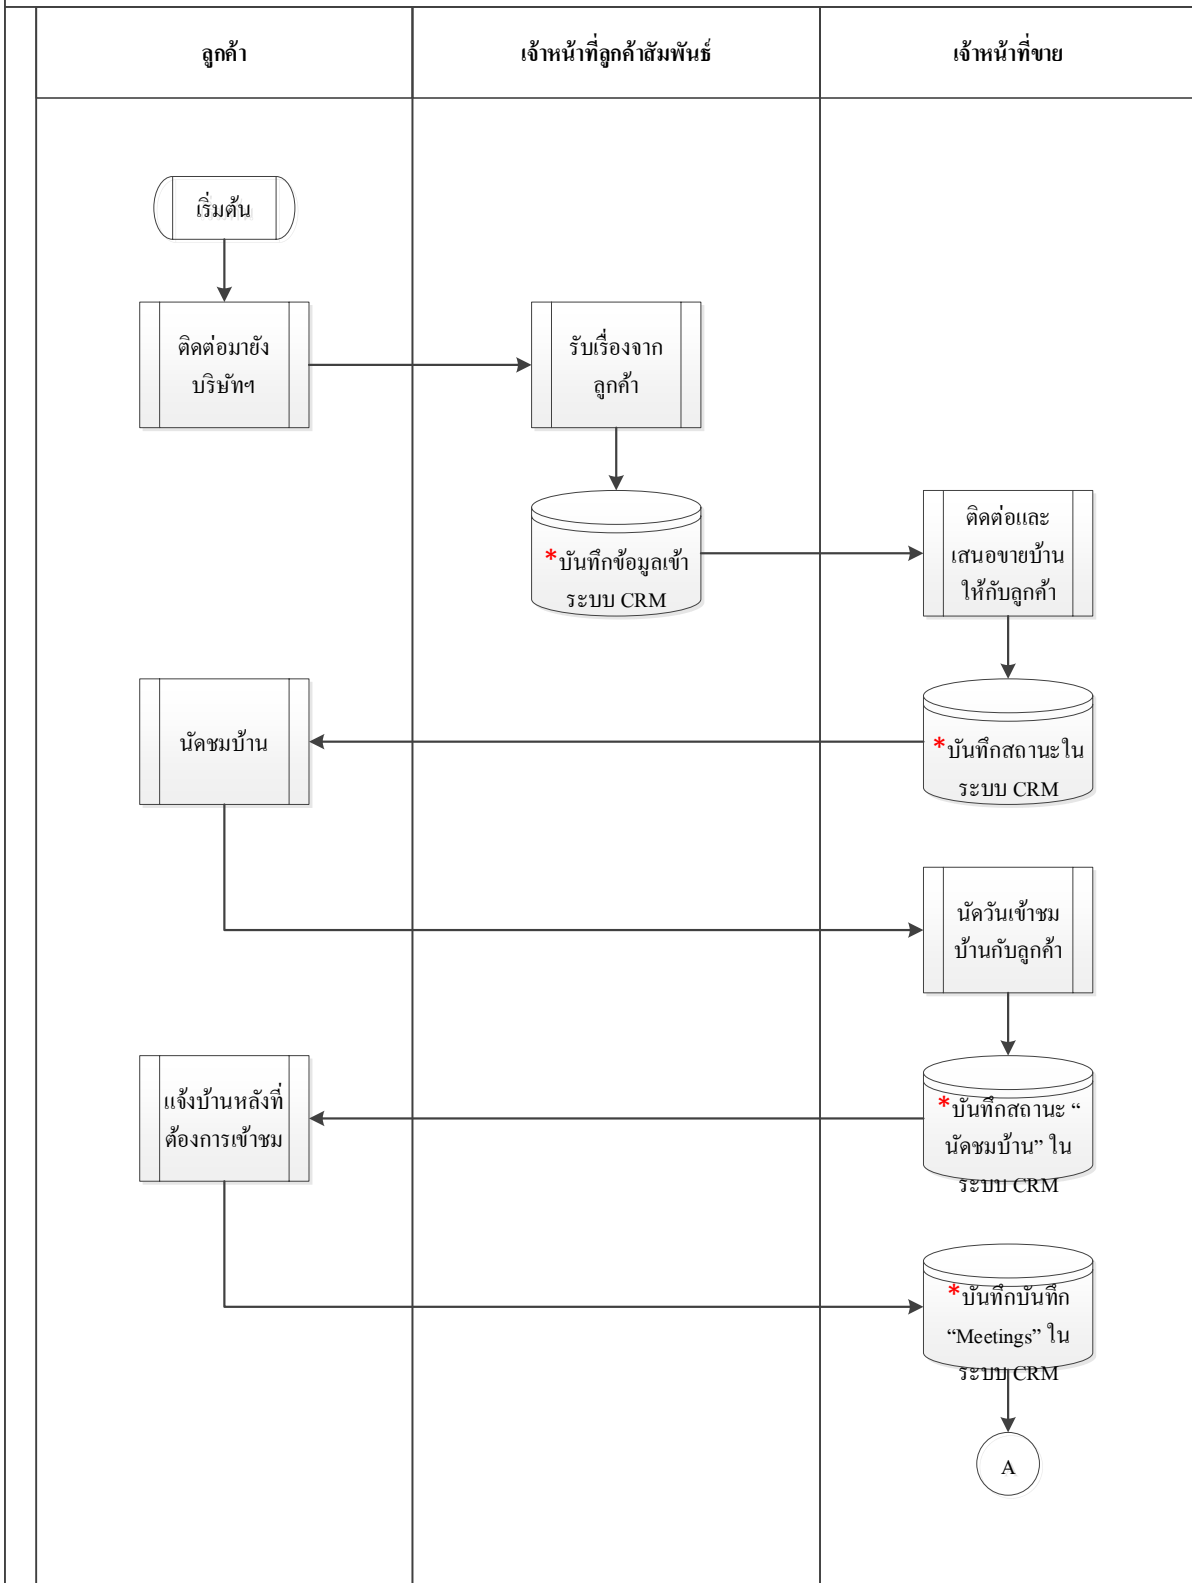 ลูกค้า
เจ้าหน้าที่ลูกค้าสัมพันธ์
เจ้าหน้าที่ขาย
เริ่มต้น
ติดต่อมายัง
บริษัทฯ
รับเรื่องจาก
ลูกค้า
*บันทึกข้อมูลเข้า
ระบบ CRM
ติดต่อและ
เสนอขายบ้าน
ให้กับลูกค้า
*บันทึกสถานะใน
ระบบ CRM
นัดชมบ้าน
นัดวันเข้าชม
บ้านกับลูกค้า
*บันทึกสถานะ “
นัดชมบ้าน” ใน
ระบบ CRM
แจ้งบ้านหลังที่
ต้องการเข้าชม
*บันทึกบันทึก
“Meetings” ใน
ระบบ CRM
A